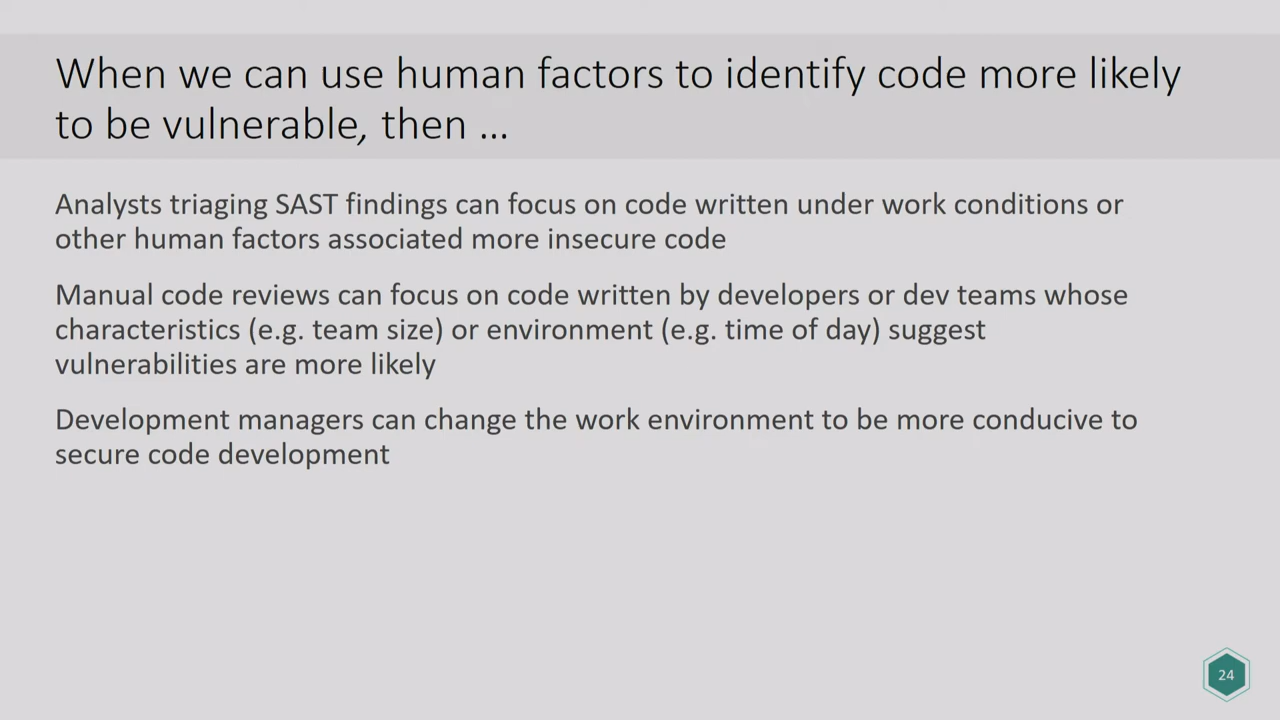 When we can use human factors to identify code more likely
to be vulnerable, then …
Analysts triaging SAST findings can focus on code written under work conditions or
other human factors associated more insecure code
Manual code reviews can focus on code written by developers or dev teams whose
characteristics (e.g. team size) or environment (e.g. time of day) suggest
vulnerabilities are more likely
Development managers can change the work environment to be more conducive to
secure code development
24